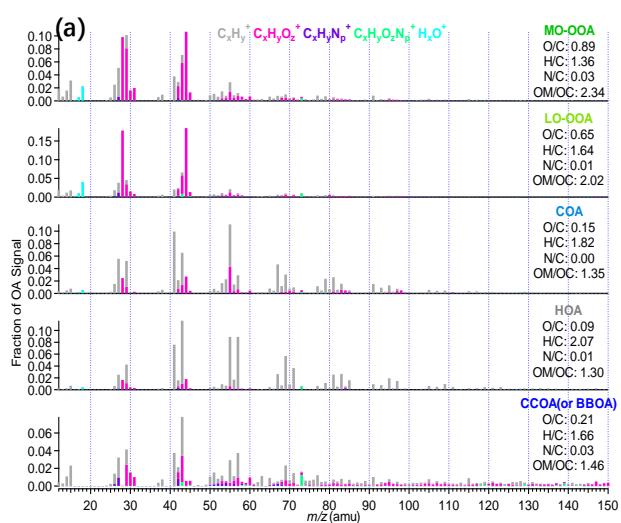 (a)
CxHy+ CxHyOz+ CxHyNp+ CxHyOzNp+ HxO+
Fraction of OA Signal
MO-OOA
O/C: 0.89
H/C: 1.36
N/C: 0.03
OM/OC: 2.34
0.10
0.08
0.06
0.04
0.02
0.00
LO-OOA
O/C: 0.65
H/C: 1.64
N/C: 0.01
OM/OC: 2.02
0.15
0.10
0.05
0.00
COA
O/C: 0.15
H/C: 1.82
N/C: 0.00
OM/OC: 1.35
0.10
0.08
0.06
0.04
0.02
0.00
HOA
O/C: 0.09
H/C: 2.07
N/C: 0.01
OM/OC: 1.30
0.10
0.08
0.06
0.04
0.02
0.00
CCOA(or BBOA)
O/C: 0.21
H/C: 1.66
N/C: 0.03
OM/OC: 1.46
0.06
0.04
0.02
0.00
20 30 40 50 60 70 80 90 100 110 120 130 140 150
m/z (amu)